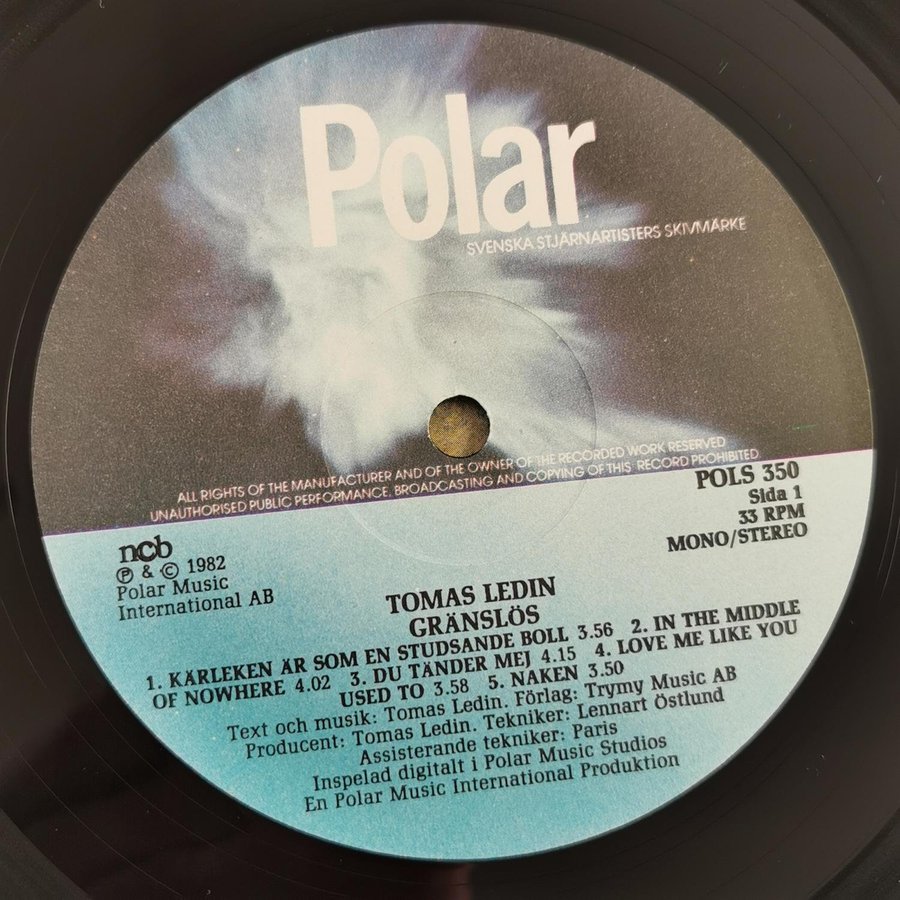 Polar
SVENSKA STJÄRNARTISTERS SKIVMÄRKE
ALL RIGHTS OF THE MANUFACTURER AND OF THE OWNER OF THE RECORDED WORK RESERVED
UNAUTHORISED PUBLIC PERFORMANCE, BROADCASTING AND COPYING OF THIS RECORD PROHIBITED
POLS 350
Sida 1
33 RPM
MONO/STEREO
ncb
Ⓟ & © 1982
Polar Music
International AB
TOMAS LEDIN
GRÄNSLÖS
1. KÄRLEKEN ÄR SOM EN STUDSANDE BOLL 3.56 2. IN THE MIDDLE
OF NOWHERE 4.02 3. DU TÄNDER MEJ 4.15 4. LOVE ME LIKE YOU
USED TO 3.58 5. NAKEN 3.50
Text och musik: Tomas Ledin. Förlag: Trymy Music AB
Producent: Tomas Ledin. Tekniker: Lennart Östlund
Assisterande tekniker: Paris
Inspelad digitalt i Polar Music Studios
En Polar Music International Produktion